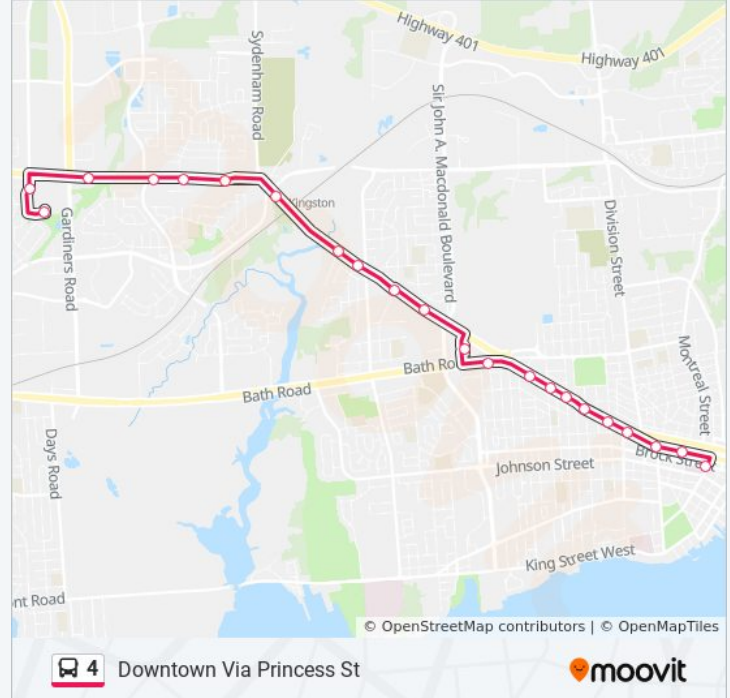 Highway 401
Highway 401
Sydenham Road
Sir John A. Macdonald Boulevard
Kingston
Gardiners Road
Division Street
Montreal Street
Bath Ro
Bath Road
Days Road
Brock Street
Johnson Street
King Street West
nt Road
© OpenStreetMap contributors | © OpenMapTiles
4 Downtown Via Princess St
moovit